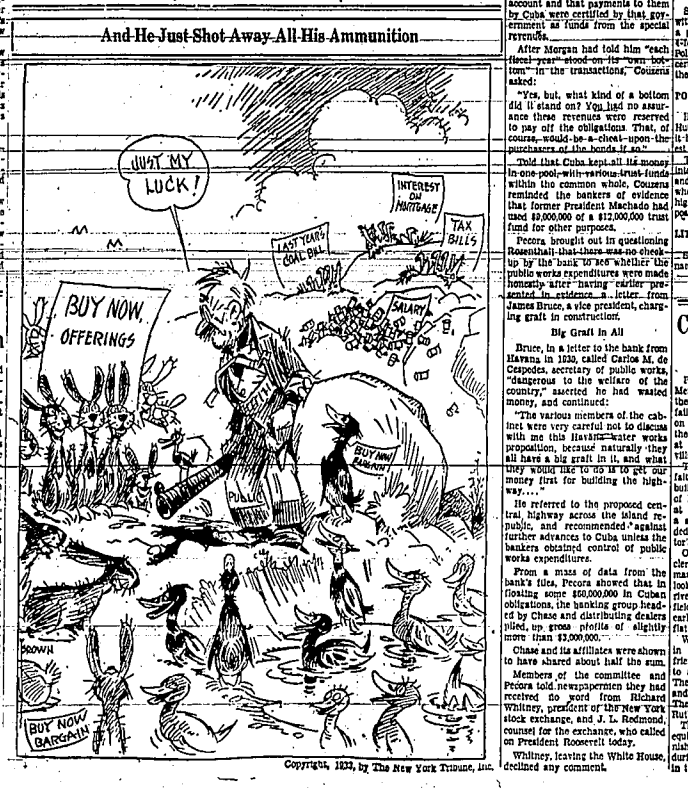 And He Just Shot Away All His Ammunition
JUST MY
LUCK!
INTEREST
ON
MORTGAGE
TAX
BILLS
LAST YEAR'S
COAL BILL
SALARY
BUY NOW
OFFERINGS
BUY NOW
BARGAIN
PUBLIC
BROWN
BUY NOW
BARGAIN
Copyright, 1933, by The New York Tribune, Inc.
account and that payments to them
by Cuba were certified by that gov-
ernment as funds from the special
revenues.
After Morgan had told him "each
fiscal year" stood on its "own bot-
tom" in the transactions, Couzens
asked:
"Yes, but, what kind of a bottom
did it stand on? You had no assur-
ance these revenues were reserved
to pay off the obligations. That, of
course, would be a cheat upon the
purchasers of the bonds if so."
Told that Cuba kept all its money
in one pool, with various trust funds
within the common whole, Couzens
reminded the bankers of evidence
that former President Machado had
used $9,000,000 of a $12,000,000 trust
fund for other purposes.
Pecora brought out in questioning
Rosenthall that there was no check-
up by the bank to see whether the
public works expenditures were made
honestly after having earlier pre-
sented in evidence a letter from
James Bruce, a vice president, charg-
ing graft in construction.
Big Graft in All
Bruce, in a letter to the bank from
Havana in 1930, called Carlos M. de
Cespedes, secretary of public works,
"dangerous to the welfare of the
country," asserted he had wasted
money, and continued:
"The various members of the cab-
inet were very careful not to discuss
with me this Havana water works
proposition, because naturally they
all have a big graft in it, and what
they would like to do is to get our
money first for building the high-
way...."
He referred to the proposed cen-
tral highway across the island re-
public, and recommended against
further advances to Cuba unless the
bankers obtained control of public
works expenditures.
From a mass of data from the
bank's files, Pecora showed that in
floating some $60,000,000 in Cuban
obligations, the banking group head-
ed by Chase and distributing dealers
piled up gross profits of slightly
more than $3,000,000.
Chase and its affiliates were shown
to have shared about half the sum.
Members of the committee and
Pecora told newspapermen they had
received no word from Richard
Whitney, president of the New York
stock exchange, and J. L. Redmond,
counsel for the exchange, who called
on President Roosevelt today.
Whitney, leaving the White House,
declined any comment.